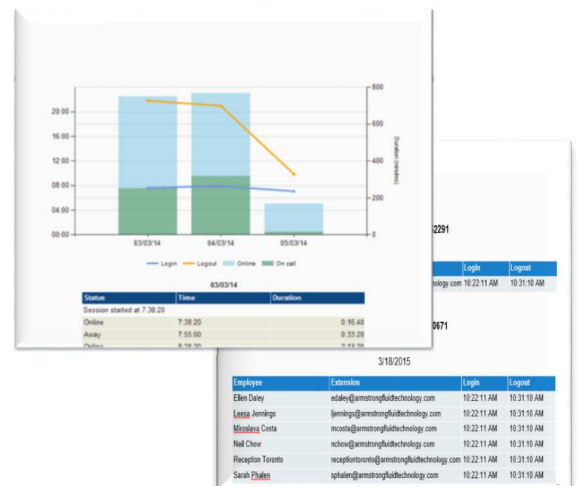 20:00
16:00
12:00
08:00
04:00
00:00
800
600
400
200
0
Duration (minutes)
03/03/14 04/03/14 05/03/14
Login Logout Online On call
03/03/14
Status Time Duration
Session started at 7:38:20
Online 7:38:20 0:16:40
Away 7:55:00 0:33:20
Online 8:28:20
2291
Login Logout
nology.com 10:22:11 AM 10:31:10 AM
0671
3/18/2015
Employee Extension Login Logout
Ellen Daley edaley@armstrongfluidtechnology.com 10:22:11 AM 10:31:10 AM
Leesa Jennings ljennings@armstrongfluidtechnology.com 10:22:11 AM 10:31:10 AM
Miroslava Costa mcosta@armstrongfluidtechnology.com 10:22:11 AM 10:31:10 AM
Neil Chow nchow@armstrongfluidtechnology.com 10:22:11 AM 10:31:10 AM
Reception Toronto receptiontoronto@armstrongfluidtechnology.com 10:22:11 AM 10:31:10 AM
Sarah Phalen sphalen@armstrongfluidtechnology.com 10:22:11 AM 10:31:10 AM